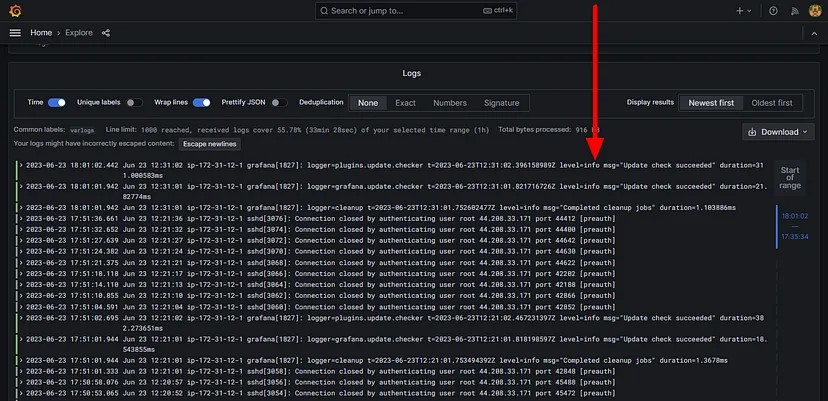 Search or jump to...
ctrl+k
Home > Explore
Logs
Time
Unique labels
Wrap lines
Prettify JSON
Deduplication
None
Exact
Numbers
Signature
Display results
Newest first
Oldest first
Common labels: varlogs Line limit: 1000 reached, received logs cover 55.78% (33min 28sec) of your selected time range (1h) Total bytes processed: 916
Download
Your logs might have incorrectly escaped content:
Escape newlines
> 2023-06-23 18:01:02.442 Jun 23 12:31:02 ip-172-31-12-1 grafana[1827]: logger=plugins.update.checker t=2023-06-23T12:31:02.396158989Z level=info msg="Update check succeeded" duration=31
1.000583ms
> 2023-06-23 18:01:01.942 Jun 23 12:31:01 ip-172-31-12-1 grafana[1827]: logger=grafana.update.checker t=2023-06-23T12:31:01.821716726Z level=info msg="Update check succeeded" duration=21.
82774ms
> 2023-06-23 18:01:01.942 Jun 23 12:31:01 ip-172-31-12-1 grafana[1827]: logger=cleanup t=2023-06-23T12:31:01.752602477Z level=info msg="Completed cleanup jobs" duration=1.103886ms
> 2023-06-23 17:51:36.661 Jun 23 12:21:36 ip-172-31-12-1 sshd[3076]: Connection closed by authenticating user root 44.208.33.171 port 44412 [preauth]
> 2023-06-23 17:51:32.652 Jun 23 12:21:32 ip-172-31-12-1 sshd[3074]: Connection closed by authenticating user root 44.208.33.171 port 44400 [preauth]
> 2023-06-23 17:51:27.639 Jun 23 12:21:27 ip-172-31-12-1 sshd[3072]: Connection closed by authenticating user root 44.208.33.171 port 44642 [preauth]
> 2023-06-23 17:51:24.382 Jun 23 12:21:24 ip-172-31-12-1 sshd[3070]: Connection closed by authenticating user root 44.208.33.171 port 44630 [preauth]
> 2023-06-23 17:51:21.375 Jun 23 12:21:21 ip-172-31-12-1 sshd[3068]: Connection closed by authenticating user root 44.208.33.171 port 44622 [preauth]
> 2023-06-23 17:51:18.118 Jun 23 12:21:17 ip-172-31-12-1 sshd[3066]: Connection closed by authenticating user root 44.208.33.171 port 42202 [preauth]
> 2023-06-23 17:51:14.110 Jun 23 12:21:13 ip-172-31-12-1 sshd[3064]: Connection closed by authenticating user root 44.208.33.171 port 42188 [preauth]
> 2023-06-23 17:51:10.855 Jun 23 12:21:10 ip-172-31-12-1 sshd[3062]: Connection closed by authenticating user root 44.208.33.171 port 42866 [preauth]
> 2023-06-23 17:51:04.591 Jun 23 12:21:04 ip-172-31-12-1 sshd[3060]: Connection closed by authenticating user root 44.208.33.171 port 42852 [preauth]
> 2023-06-23 17:51:02.695 Jun 23 12:21:02 ip-172-31-12-1 grafana[1827]: logger=plugins.update.checker t=2023-06-23T12:21:02.467231397Z level=info msg="Update check succeeded" duration=38
2.273651ms
> 2023-06-23 17:51:01.944 Jun 23 12:21:01 ip-172-31-12-1 grafana[1827]: logger=grafana.update.checker t=2023-06-23T12:21:01.818198591Z level=info msg="Update check succeeded" duration=18.
543855ms
> 2023-06-23 17:51:01.944 Jun 23 12:21:01 ip-172-31-12-1 grafana[1827]: logger=cleanup t=2023-06-23T12:21:01.753494392Z level=info msg="Completed cleanup jobs" duration=1.3678ms
> 2023-06-23 17:51:01.333 Jun 23 12:21:01 ip-172-31-12-1 sshd[3058]: Connection closed by authenticating user root 44.208.33.171 port 42848 [preauth]
> 2023-06-23 17:50:58.076 Jun 23 12:20:57 ip-172-31-12-1 sshd[3056]: Connection closed by authenticating user root 44.208.33.171 port 45488 [preauth]
> 2023-06-23 17:50:53.065 Jun 23 12:20:52 ip-172-31-12-1 sshd[3054]: Connection closed by authenticating user root 44.208.33.171 port 45472 [preauth]
Start
of
range
18:01:02
—
17:35:34